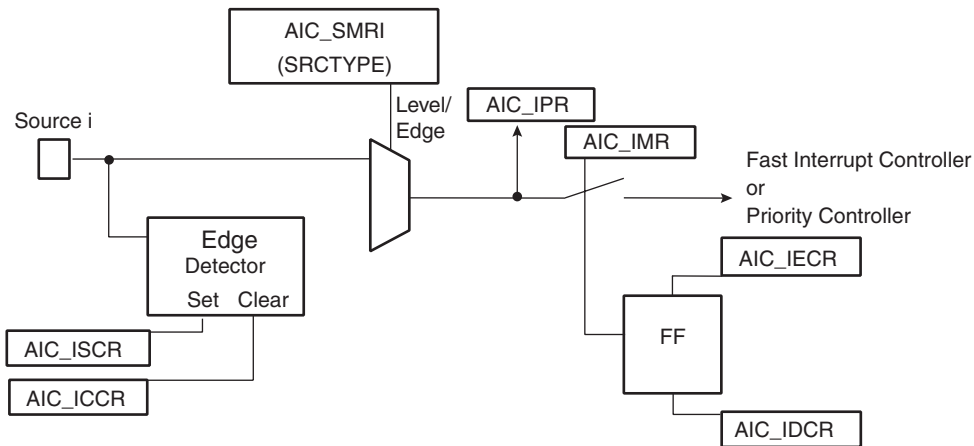 AIC_SMRI
(SRCTYPE)
Source i
Level/
Edge
AIC_IPR
AIC_IMR
Fast Interrupt Controller
or
Priority Controller
Edge
Detector
Set Clear
AIC_IECR
FF
AIC_ISCR
AIC_ICCR
AIC_IDCR